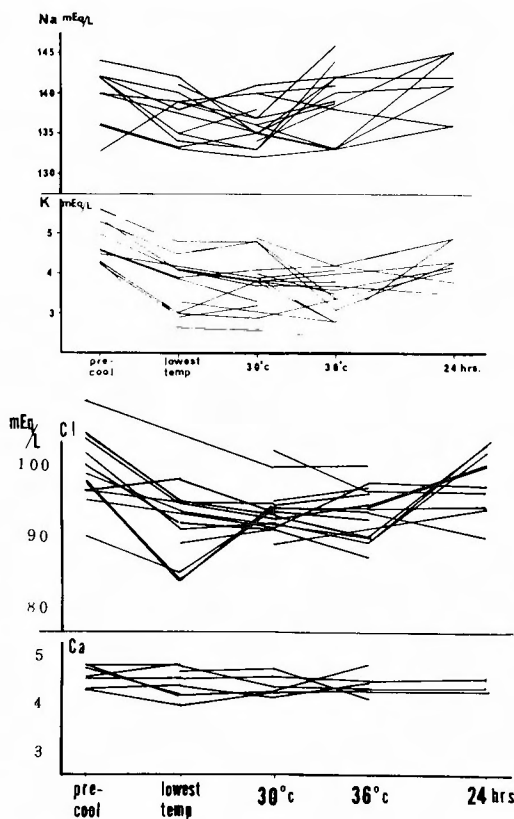 Na mEq/L
145
140
135
130
K mEq/L
5
4
3
pre-
cool
lowest
temp
30°c
36°c
24 hrs.
mEq/L
Cl
100
90
80
Ca
5
4
3
pre-
cool
lowest
temp
30°c
36°c
24 hrs